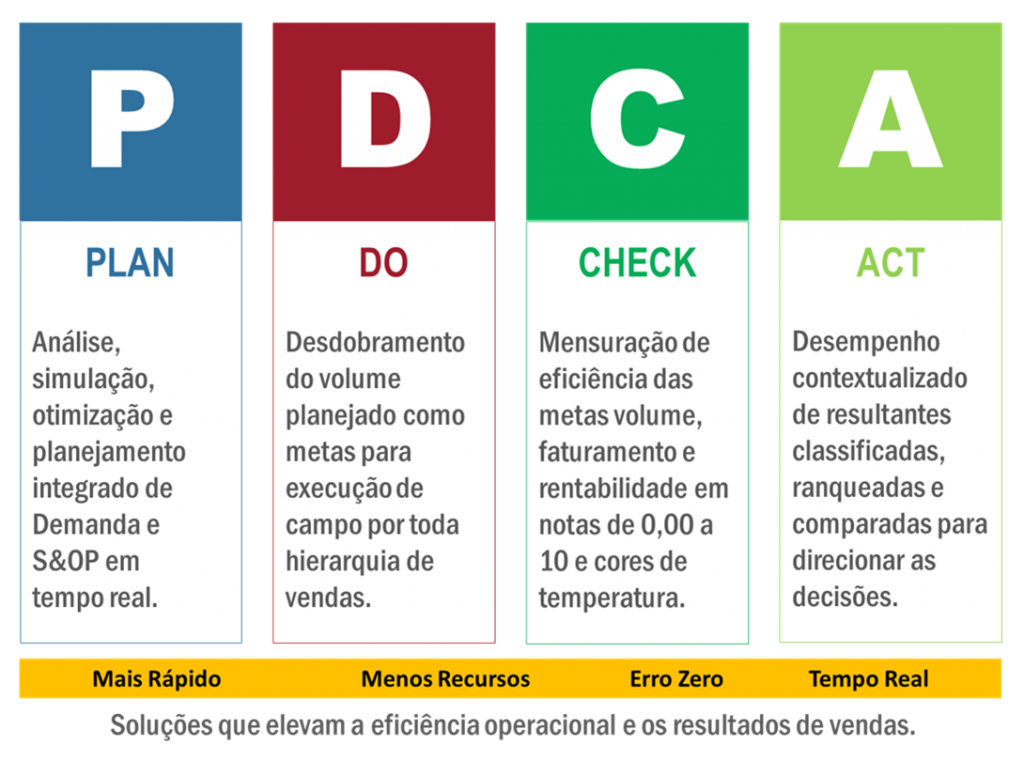 P
PLAN
Análise,
simulação,
otimização e
planejamento
integrado de
Demanda e
S&OP em
tempo real.
D
DO
Desdobramento
do volume
planejado como
metas para
execução de
campo por toda
hierarquia de
vendas.
C
CHECK
Mensuração de
eficiência das
metas volume,
faturamento e
rentabilidade em
notas de 0,00 a
10 e cores de
temperatura.
A
ACT
Desempenho
contextualizado
de resultantes
classificadas,
ranqueadas e
comparadas para
direcionar as
decisões.
Mais Rápido
Menos Recursos
Erro Zero
Tempo Real
Soluções que elevam a eficiência operacional e os resultados de vendas.